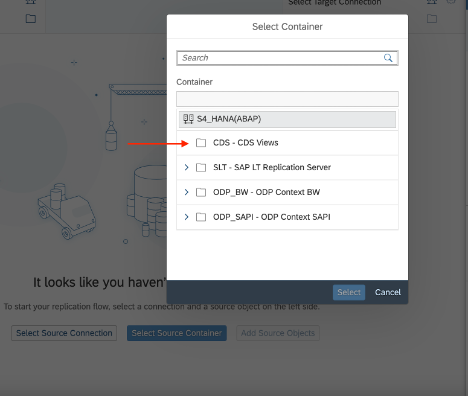 Select Target Connection
Select Container
Search
Container
S4_HANA(ABAP)
CDS - CDS Views
SLT - SAP LT Replication Server
ODP_BW - ODP Context BW
ODP_SAPI - ODP Context SAPI
It looks like you haven'
To start your replication flow, select a connection and a source object on the left side.
Select
Cancel
Select Source Connection
Select Source Container
Add Source Objects